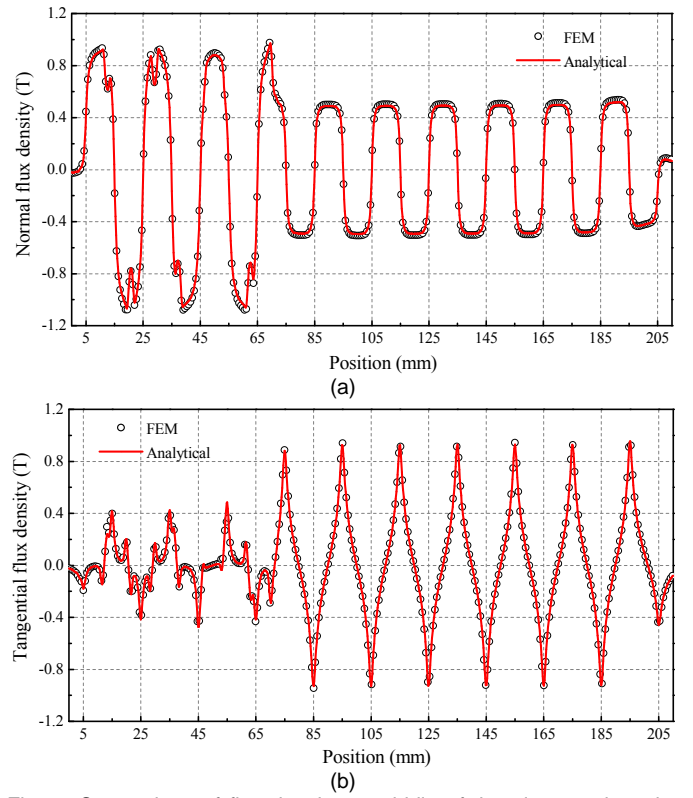 1.2
0.8
0.4
0.0
-0.4
-0.8
-1.2
Normal flux density (T)
FEM
Analytical
5 25 45 65 85 105 125 145 165 185 205
Position (mm)
(a)
1.2
0.8
0.4
0.0
-0.4
-0.8
-1.2
Tangential flux density (T)
FEM
Analytical
5 25 45 65 85 105 125 145 165 185 205
Position (mm)
(b)